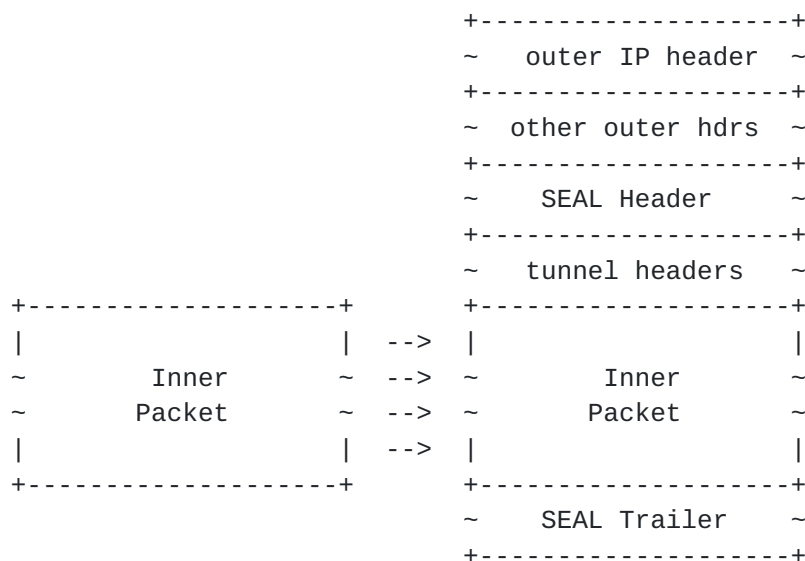 +--------------------+
                           ~   outer IP header  ~
                           +--------------------+
                           ~  other outer hdrs  ~
                           +--------------------+
                           ~    SEAL Header     ~
                           +--------------------+
                           ~   tunnel headers   ~
+--------------------+     +--------------------+
|                    | --> |                    |
~        Inner       ~ --> ~        Inner       ~
~       Packet       ~ --> ~       Packet       ~
|                    | --> |                    |
+--------------------+     +--------------------+
                           ~    SEAL Trailer    ~
                           +--------------------+